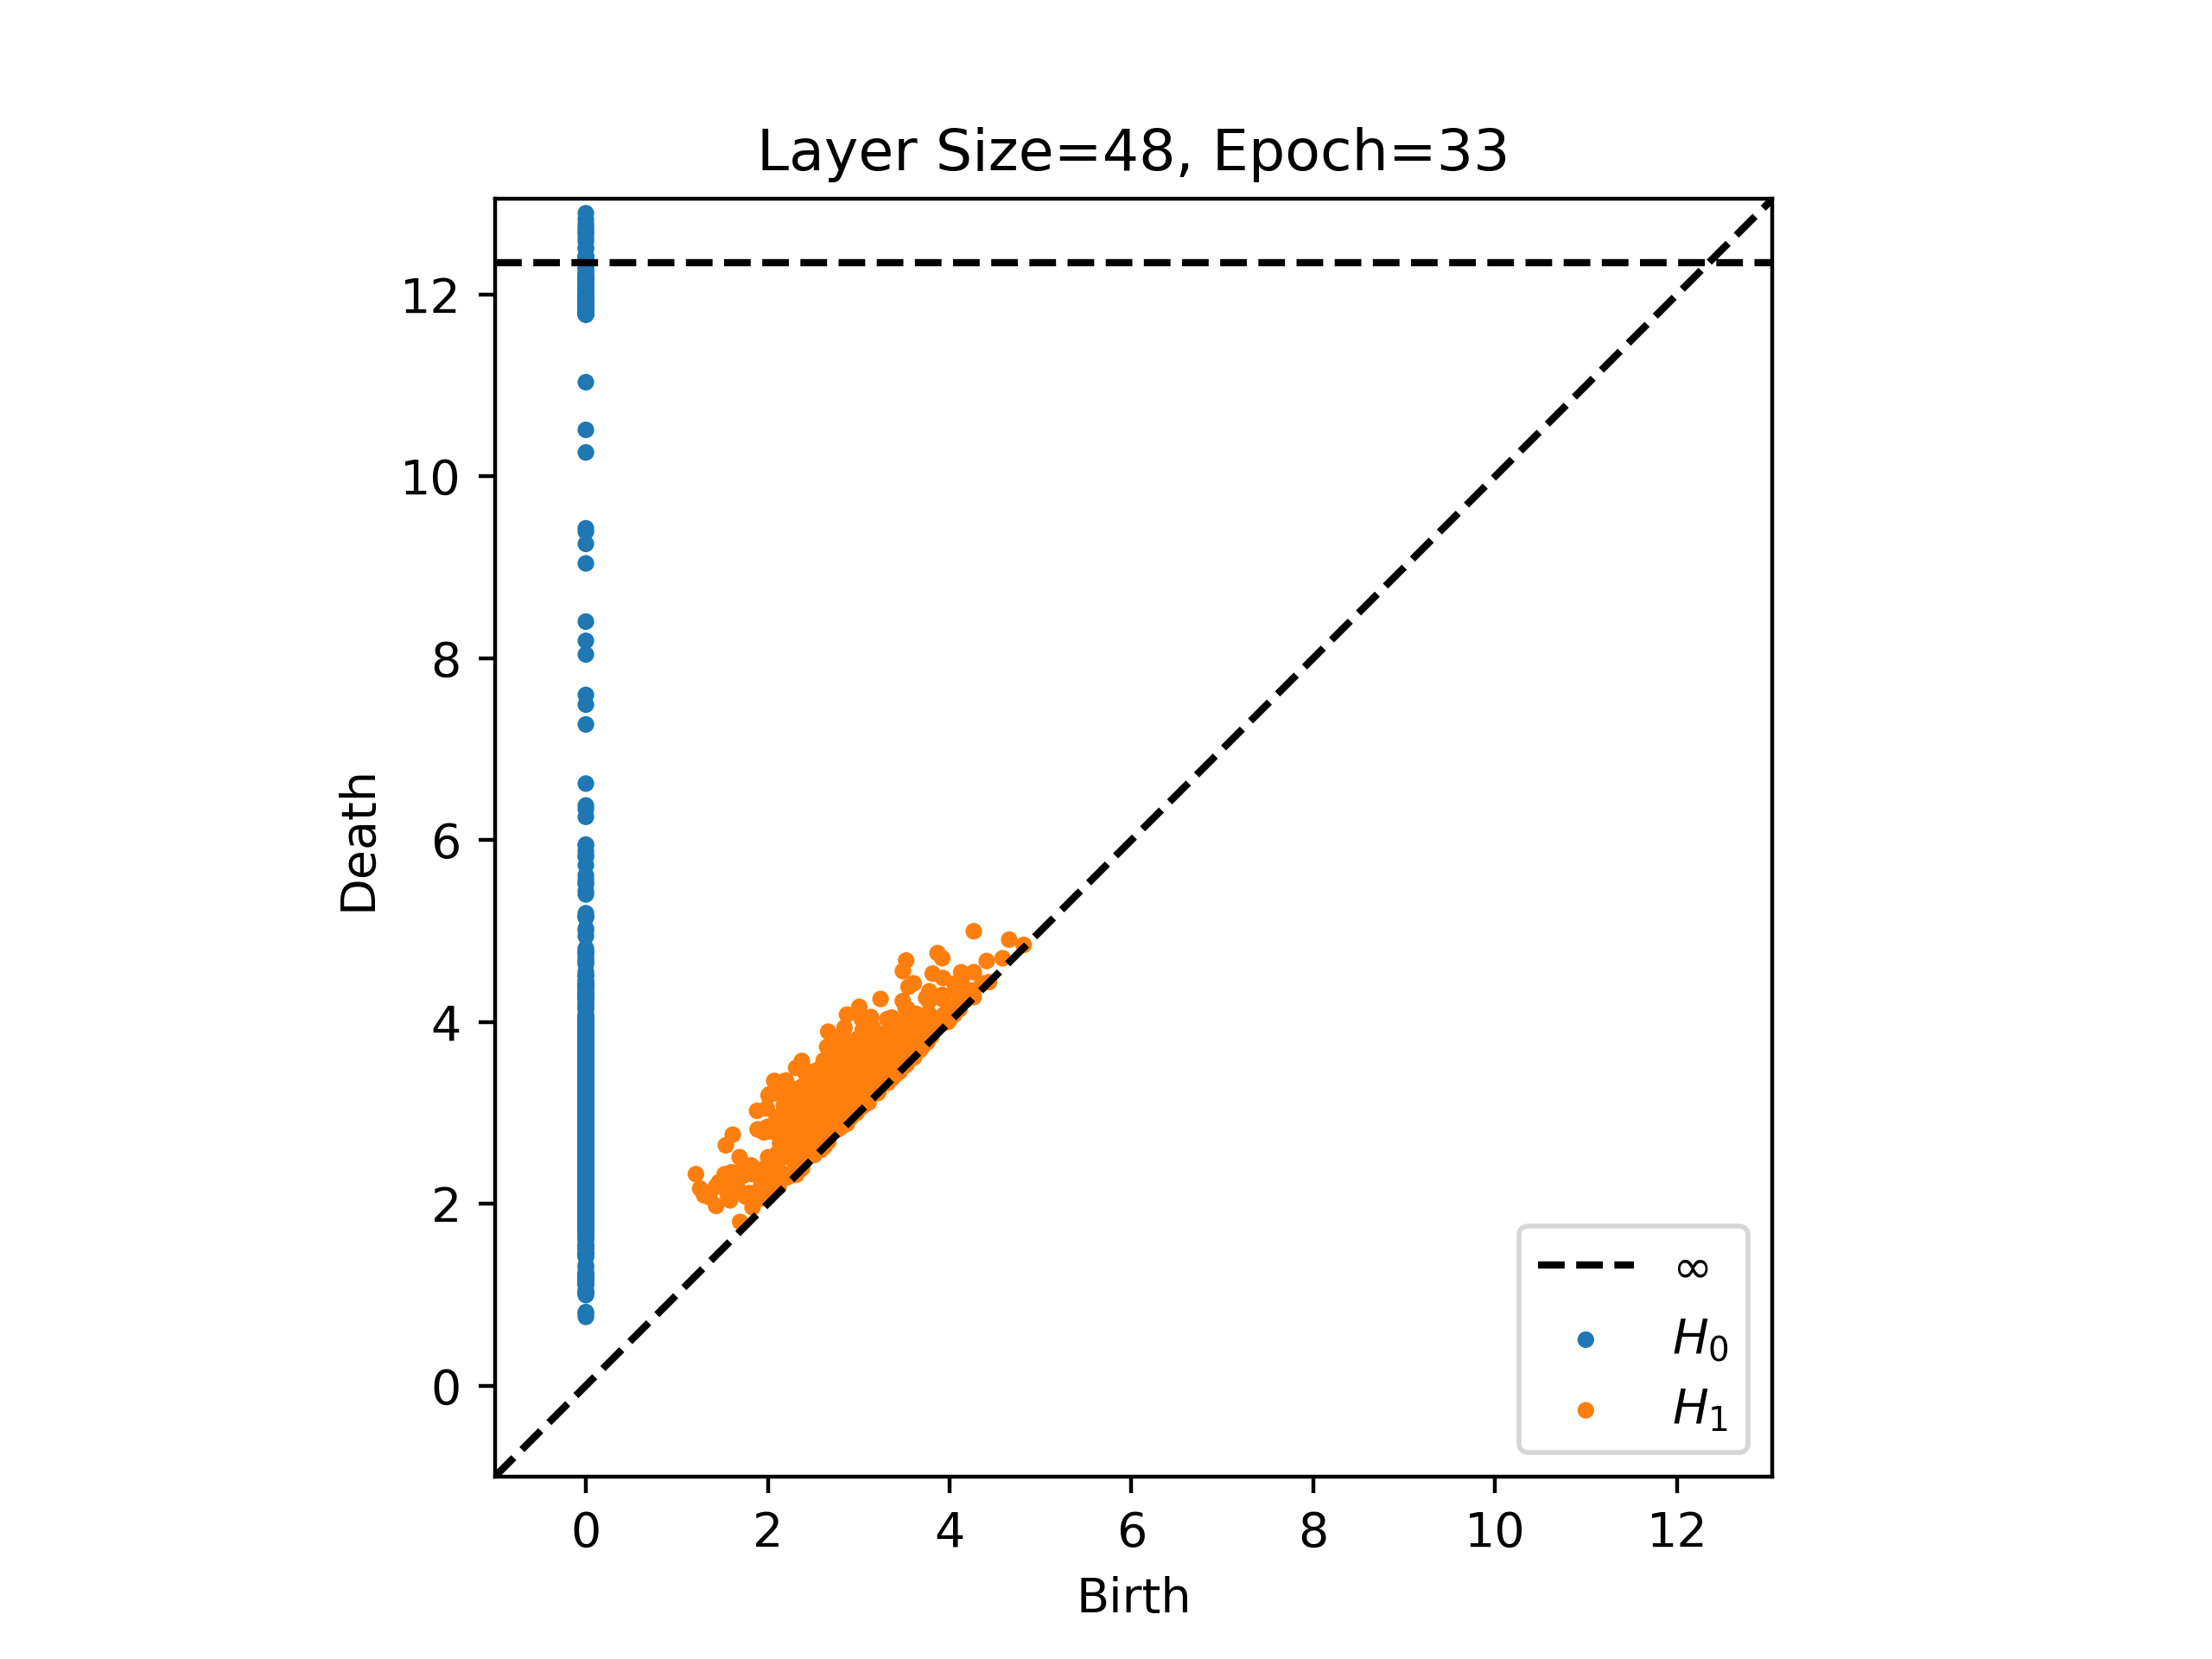 Layer Size=48, Epoch=33
12
10
8
6
4
2
0
Death
0 2 4 6 8 10 12
Birth
∞
H₀
H₁